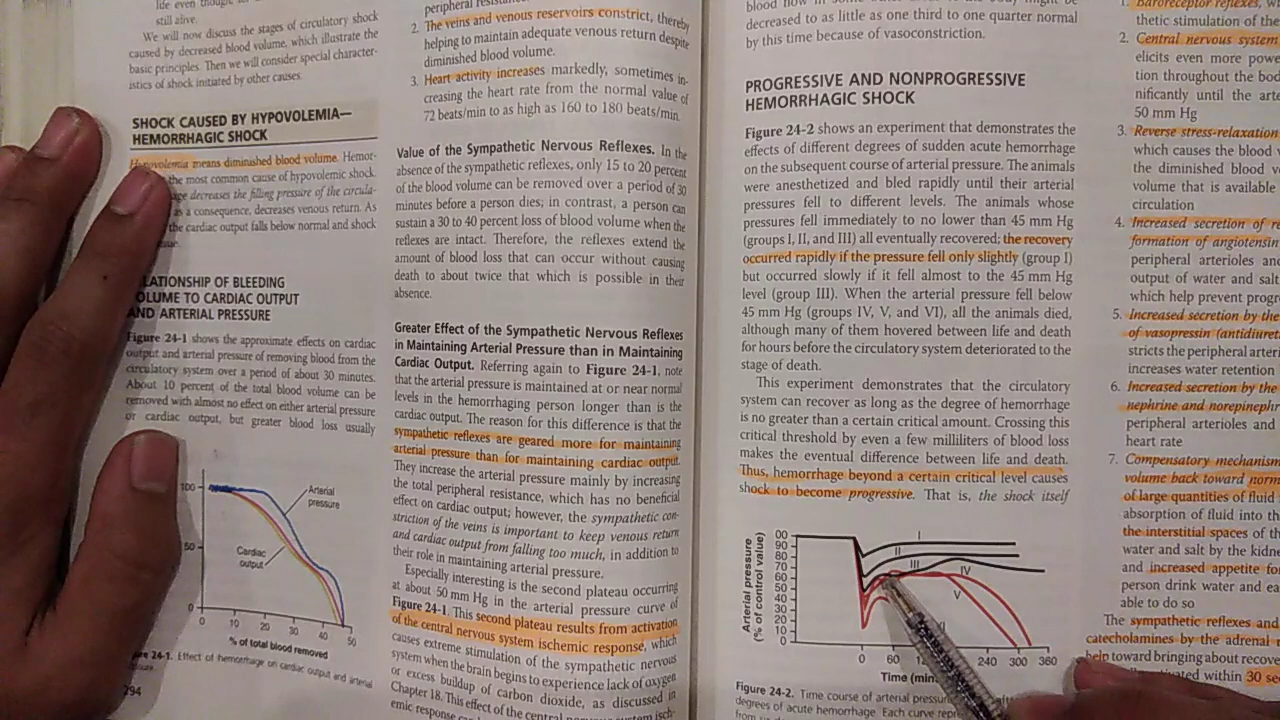 life even though
still alive.
We will now discuss the stages of circulatory shock
caused by decreased blood volume, which illustrate the
basic principles. Then we will consider special character-
istics of shock initiated by other causes.
SHOCK CAUSED BY HYPOVOLEMIA—
HEMORRHAGIC SHOCK
Hypovolemia means diminished blood volume. Hemor-
the most common cause of hypovolemic shock.
decreases the filling pressure of the circula-
as a consequence, decreases venous return. As
the cardiac output falls below normal and shock
LATIONSHIP OF BLEEDING
OLUME TO CARDIAC OUTPUT
AND ARTERIAL PRESSURE
Figure 24-1 shows the approximate effects on cardiac
output and arterial pressure of removing blood from the
circulatory system over a period of about 30 minutes.
About 10 percent of the total blood volume can be
removed with almost no effect on either arterial pressure
or cardiac output, but greater blood loss usually
100
50
0
Arterial
pressure
Cardiac
output
0 10 20 30 40 50
% of total blood removed
24-1. Effect of hemorrhage on cardiac output and arterial
294
peripheral
2. The veins and venous reservoirs constrict, thereby
helping to maintain adequate venous return despite
diminished blood volume.
3. Heart activity increases markedly, sometimes in-
creasing the heart rate from the normal value of
72 beats/min to as high as 160 to 180 beats/min.
Value of the Sympathetic Nervous Reflexes. In the
absence of the sympathetic reflexes, only 15 to 20 percent
of the blood volume can be removed over a period of 30
minutes before a person dies; in contrast, a person can
sustain a 30 to 40 percent loss of blood volume when the
reflexes are intact. Therefore, the reflexes extend the
amount of blood loss that can occur without causing
death to about twice that which is possible in their
absence.
Greater Effect of the Sympathetic Nervous Reflexes
in Maintaining Arterial Pressure than in Maintaining
Cardiac Output. Referring again to Figure 24-1, note
that the arterial pressure is maintained at or near normal
levels in the hemorrhaging person longer than is the
cardiac output. The reason for this difference is that the
sympathetic reflexes are geared more for maintaining
arterial pressure than for maintaining cardiac output.
They increase the arterial pressure mainly by increasing
the total peripheral resistance, which has no beneficial
effect on cardiac output; however, the sympathetic con-
striction of the veins is important to keep venous return
and cardiac output from falling too much, in addition to
their role in maintaining arterial pressure.
Especially interesting is the second plateau occurring
at about 50 mm Hg in the arterial pressure curve of
Figure 24-1. This second plateau results from activation
of the central nervous system ischemic response, which
causes extreme stimulation of the sympathetic nervous
system when the brain begins to experience lack of oxygen
or excess buildup of carbon dioxide, as discussed in
Chapter 18. This effect of the central nervous system isch-
emic response
blood flow in
decreased to as little as one third to one quarter normal
by this time because of vasoconstriction.
PROGRESSIVE AND NONPROGRESSIVE
HEMORRHAGIC SHOCK
Figure 24-2 shows an experiment that demonstrates the
effects of different degrees of sudden acute hemorrhage
on the subsequent course of arterial pressure. The animals
were anesthetized and bled rapidly until their arterial
pressures fell to different levels. The animals whose
pressures fell immediately to no lower than 45 mm Hg
(groups I, II, and III) all eventually recovered; the recovery
occurred rapidly if the pressure fell only slightly (group I)
but occurred slowly if it fell almost to the 45 mm Hg
level (group III). When the arterial pressure fell below
45 mm Hg (groups IV, V, and VI), all the animals died,
although many of them hovered between life and death
for hours before the circulatory system deteriorated to the
stage of death.
This experiment demonstrates that the circulatory
system can recover as long as the degree of hemorrhage
is no greater than a certain critical amount. Crossing this
critical threshold by even a few milliliters of blood loss
makes the eventual difference between life and death.
Thus, hemorrhage beyond a certain critical level causes
shock to become progressive. That is, the shock itself
Arterial pressure
(% of control value)
00
90
80
70
60
50
40
30
20
10
0
I
II
III
IV
V
0 60 240 300 360
Time (min
Figure 24-2. Time course of arterial
degrees of acute hemorrhage. Each curve
1. Baroreceptor reflexes,
thetic stimulation of the
2. Central nervous system
elicits even more
tion throughout the
nificantly until the
50 mm Hg
3. Reverse stress-relaxation
which causes the blood
the diminished blood
volume that is available
circulation
4. Increased secretion of
formation of angiotensin
peripheral arterioles and
output of water and salt
which help prevent
5. Increased secretion by the
of vasopressin
stricts the peripheral
increases water retention
6. Increased secretion by the
nephrine and
peripheral arterioles and
heart rate
7. Compensatory
volume back toward
of large quantities of fluid
absorption of fluid into
the interstitial spaces of
water and salt by the
and increased appetite
person drink water and
able to do so
The sympathetic reflexes and
catecholamines by the adrenal
help toward bringing about
within 30